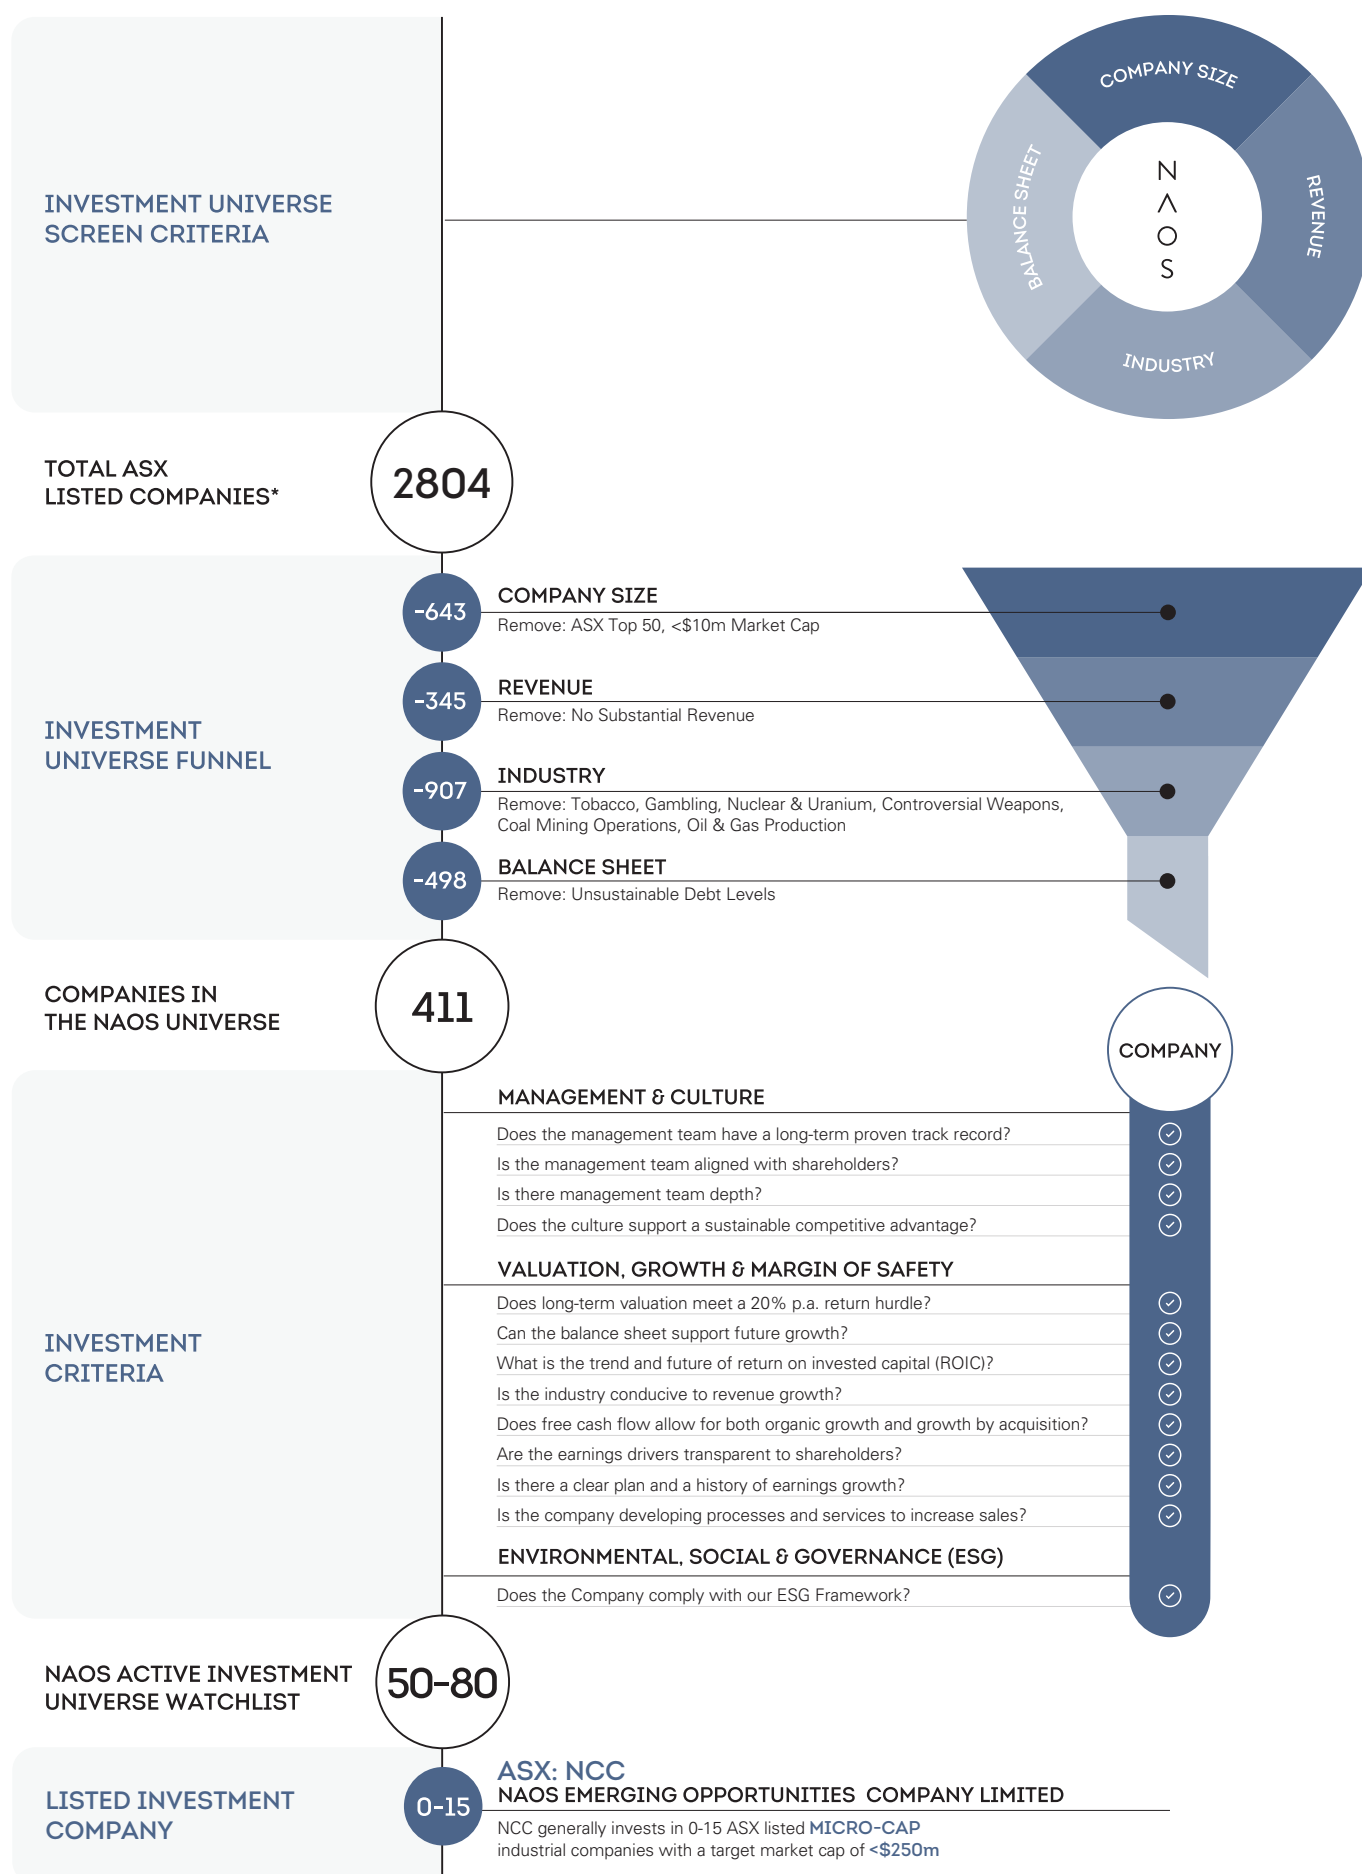 COMPANY SIZE
BALANCE SHEET
REVENUE
INDUSTRY
N
Λ
O
S
INVESTMENT UNIVERSE
SCREEN CRITERIA
TOTAL ASX
LISTED COMPANIES*
2804
INVESTMENT
UNIVERSE FUNNEL
-643
COMPANY SIZE
Remove: ASX Top 50, <$10m Market Cap
-345
REVENUE
Remove: No Substantial Revenue
-907
INDUSTRY
Remove: Tobacco, Gambling, Nuclear & Uranium, Controversial Weapons,
Coal Mining Operations, Oil & Gas Production
-498
BALANCE SHEET
Remove: Unsustainable Debt Levels
COMPANIES IN
THE NAOS UNIVERSE
411
COMPANY
INVESTMENT
CRITERIA
MANAGEMENT & CULTURE
Does the management team have a long-term proven track record?
Is the management team aligned with shareholders?
Is there management team depth?
Does the culture support a sustainable competitive advantage?
VALUATION, GROWTH & MARGIN OF SAFETY
Does long-term valuation meet a 20% p.a. return hurdle?
Can the balance sheet support future growth?
What is the trend and future of return on invested capital (ROIC)?
Is the industry conducive to revenue growth?
Does free cash flow allow for both organic growth and growth by acquisition?
Are the earnings drivers transparent to shareholders?
Is there a clear plan and a history of earnings growth?
Is the company developing processes and services to increase sales?
ENVIRONMENTAL, SOCIAL & GOVERNANCE (ESG)
Does the Company comply with our ESG Framework?
NAOS ACTIVE INVESTMENT
UNIVERSE WATCHLIST
50-80
LISTED INVESTMENT
COMPANY
0-15
ASX: NCC
NAOS EMERGING OPPORTUNITIES COMPANY LIMITED
NCC generally invests in 0-15 ASX listed MICRO-CAP
industrial companies with a target market cap of <$250m